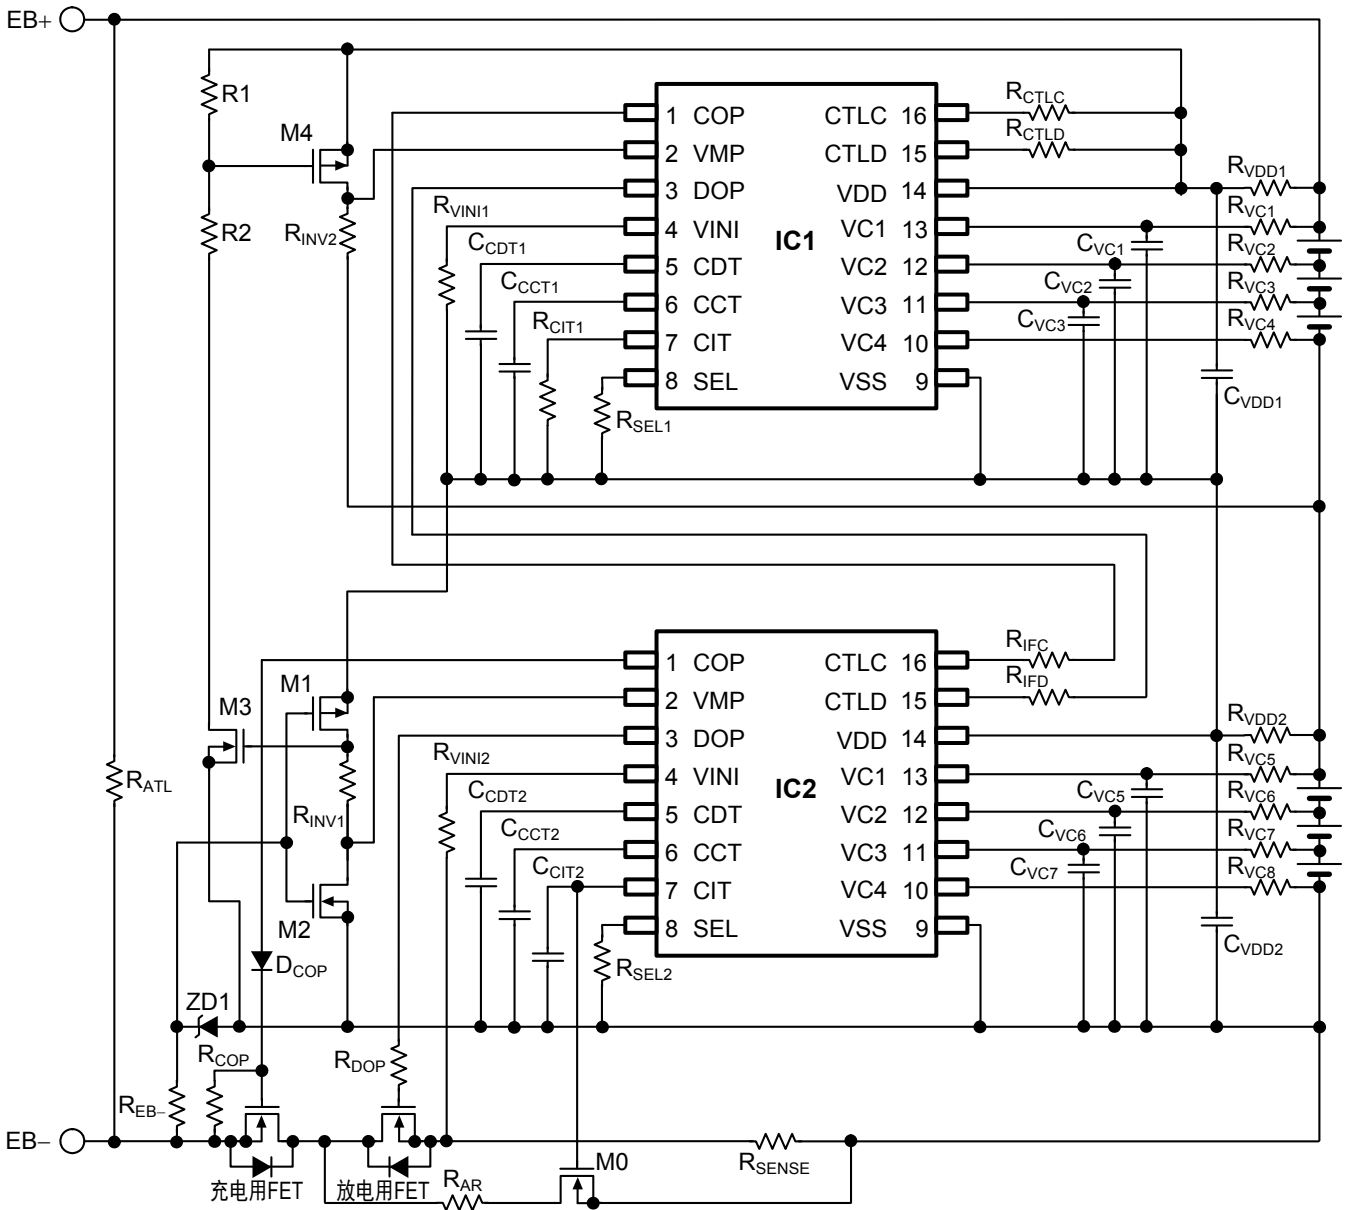 EB+
R1
M4
R2
RINV2
RVINI1
CCDT1
CCCT1
RCIT1
RSEL1
1 COP
2 VMP
3 DOP
4 VINI
5 CDT
6 CCT
7 CIT
8 SEL
IC1
CTLC 16
CTLD 15
VDD 14
VC1 13
VC2 12
VC3 11
VC4 10
VSS 9
RCTLC
RCTLD
RVDD1
RVC1
RVC2
RVC3
RVC4
CVC1
CVC2
CVC3
CVDD1
M1
M3
RATL
RINV1
M2
DCOP
ZD1
RVINI2
CCDT2
CCCT2
CCIT2
RSEL2
1 COP
2 VMP
3 DOP
4 VINI
5 CDT
6 CCT
7 CIT
8 SEL
IC2
CTLC 16
CTLD 15
VDD 14
VC1 13
VC2 12
VC3 11
VC4 10
VSS 9
RIFC
RIFD
RVDD2
RVC5
RVC6
RVC7
RVC8
CVC5
CVC6
CVC7
CVDD2
RCOP
RDOP
REB−
EB−
充电用FET
放电用FET
RAR
M0
RSENSE